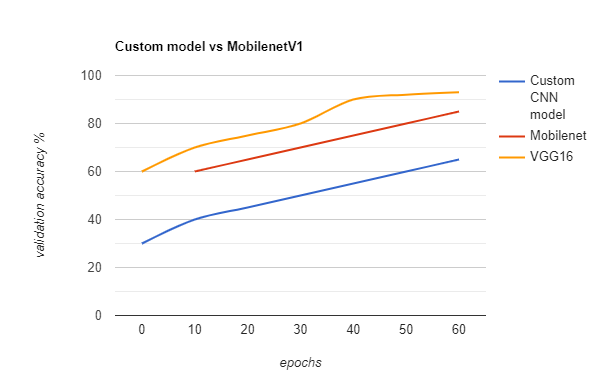 Custom model vs MobilenetV1
100
80
60
40
20
0
validation accuracy %
0 10 20 30 40 50 60
epochs
Custom
CNN
model
Mobilenet
VGG16